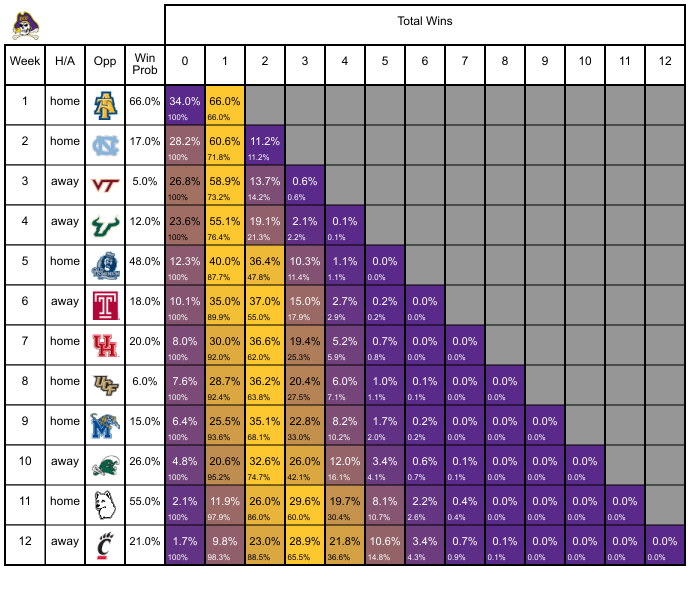 Total Wins
Week H/A Opp Win Prob 0 1 2 3 4 5 6 7 8 9 10 11 12
1 home 66.0% 34.0% 66.0%
100% 66.0%
2 home 17.0% 28.2% 60.6% 11.2%
100% 71.8% 11.2%
3 away VT 5.0% 26.8% 58.9% 13.7% 0.6%
100% 73.2% 14.2% 0.6%
4 away 12.0% 23.6% 55.1% 19.1% 2.1% 0.1%
100% 76.4% 21.3% 2.2% 0.1%
5 home 48.0% 12.3% 40.0% 36.4% 10.3% 1.1% 0.0%
100% 87.7% 47.8% 11.4% 1.1% 0.0%
6 away T 18.0% 10.1% 35.0% 37.0% 15.0% 2.7% 0.2% 0.0%
100% 89.9% 55.0% 17.9% 2.9% 0.2% 0.0%
7 home UH 20.0% 8.0% 30.0% 36.6% 19.4% 5.2% 0.7% 0.0% 0.0%
100% 92.0% 62.0% 25.3% 5.9% 0.8% 0.0% 0.0%
8 home UCF 6.0% 7.6% 28.7% 36.2% 20.4% 6.0% 1.0% 0.1% 0.0% 0.0%
100% 92.4% 63.8% 27.5% 7.1% 1.1% 0.1% 0.0% 0.0%
9 home M 15.0% 6.4% 25.5% 35.1% 22.8% 8.2% 1.7% 0.2% 0.0% 0.0% 0.0%
100% 93.6% 68.1% 33.0% 10.2% 2.0% 0.2% 0.0% 0.0% 0.0%
10 away 26.0% 4.8% 20.6% 32.6% 26.0% 12.0% 3.4% 0.6% 0.1% 0.0% 0.0% 0.0%
100% 95.2% 74.7% 42.1% 16.1% 4.1% 0.7% 0.1% 0.0% 0.0% 0.0%
11 home 55.0% 2.1% 11.9% 26.0% 29.6% 19.7% 8.1% 2.2% 0.4% 0.0% 0.0% 0.0% 0.0%
100% 97.9% 86.0% 60.0% 30.4% 10.7% 2.6% 0.4% 0.0% 0.0% 0.0% 0.0%
12 away C 21.0% 1.7% 9.8% 23.0% 28.9% 21.8% 10.6% 3.4% 0.7% 0.1% 0.0% 0.0% 0.0% 0.0%
100% 98.3% 88.5% 65.5% 36.6% 14.8% 4.3% 0.9% 0.1% 0.0% 0.0% 0.0% 0.0%